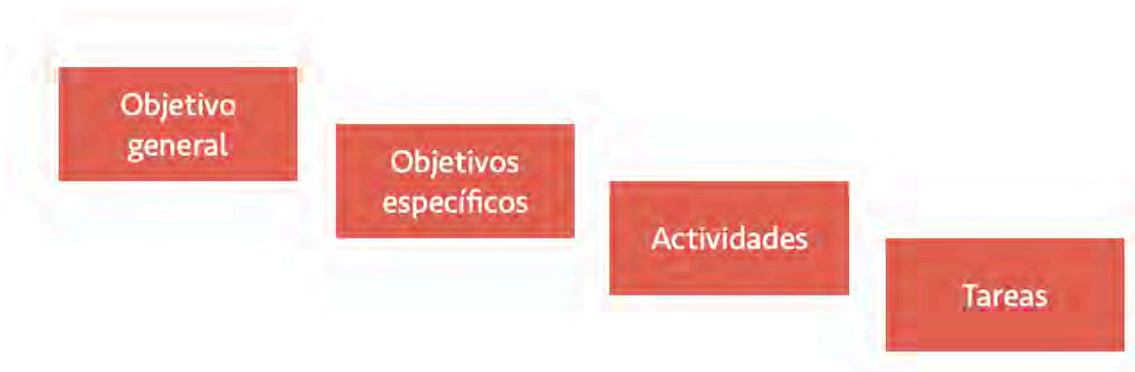 Objetivo
general
Objetivos
específicos
Actividades
Tareas